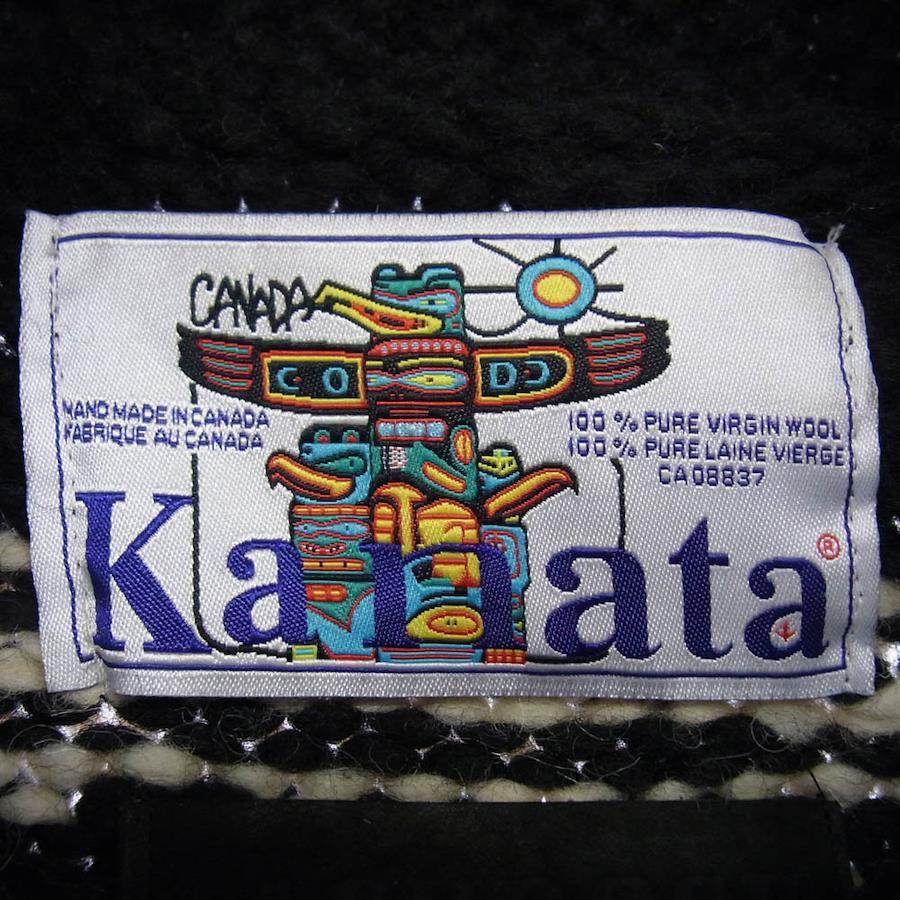 CANADA
HAND MADE IN CANADA
FABRIQUE AU CANADA
100 % PURE VIRGIN WOOL
100 % PURE LAINE VIERGE
CA 08837
Kanata®